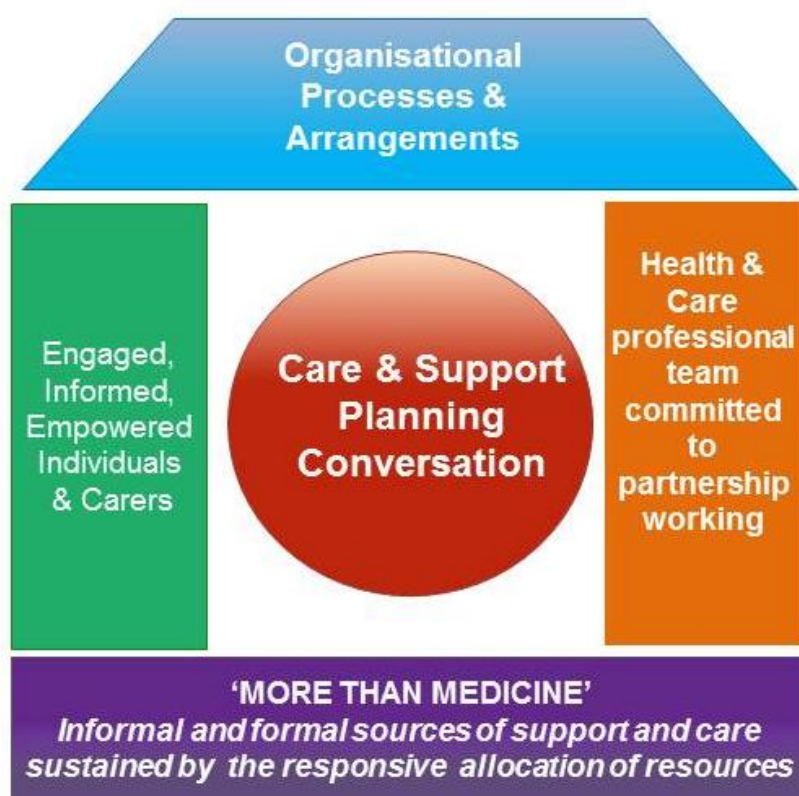 Organisational
Processes &
Arrangements
Engaged,
Informed,
Empowered
Individuals
& Carers
Care & Support
Planning
Conversation
Health &
Care
professional
team
committed
to
partnership
working
‘MORE THAN MEDICINE’
Informal and formal sources of support and care
sustained by the responsive allocation of resources